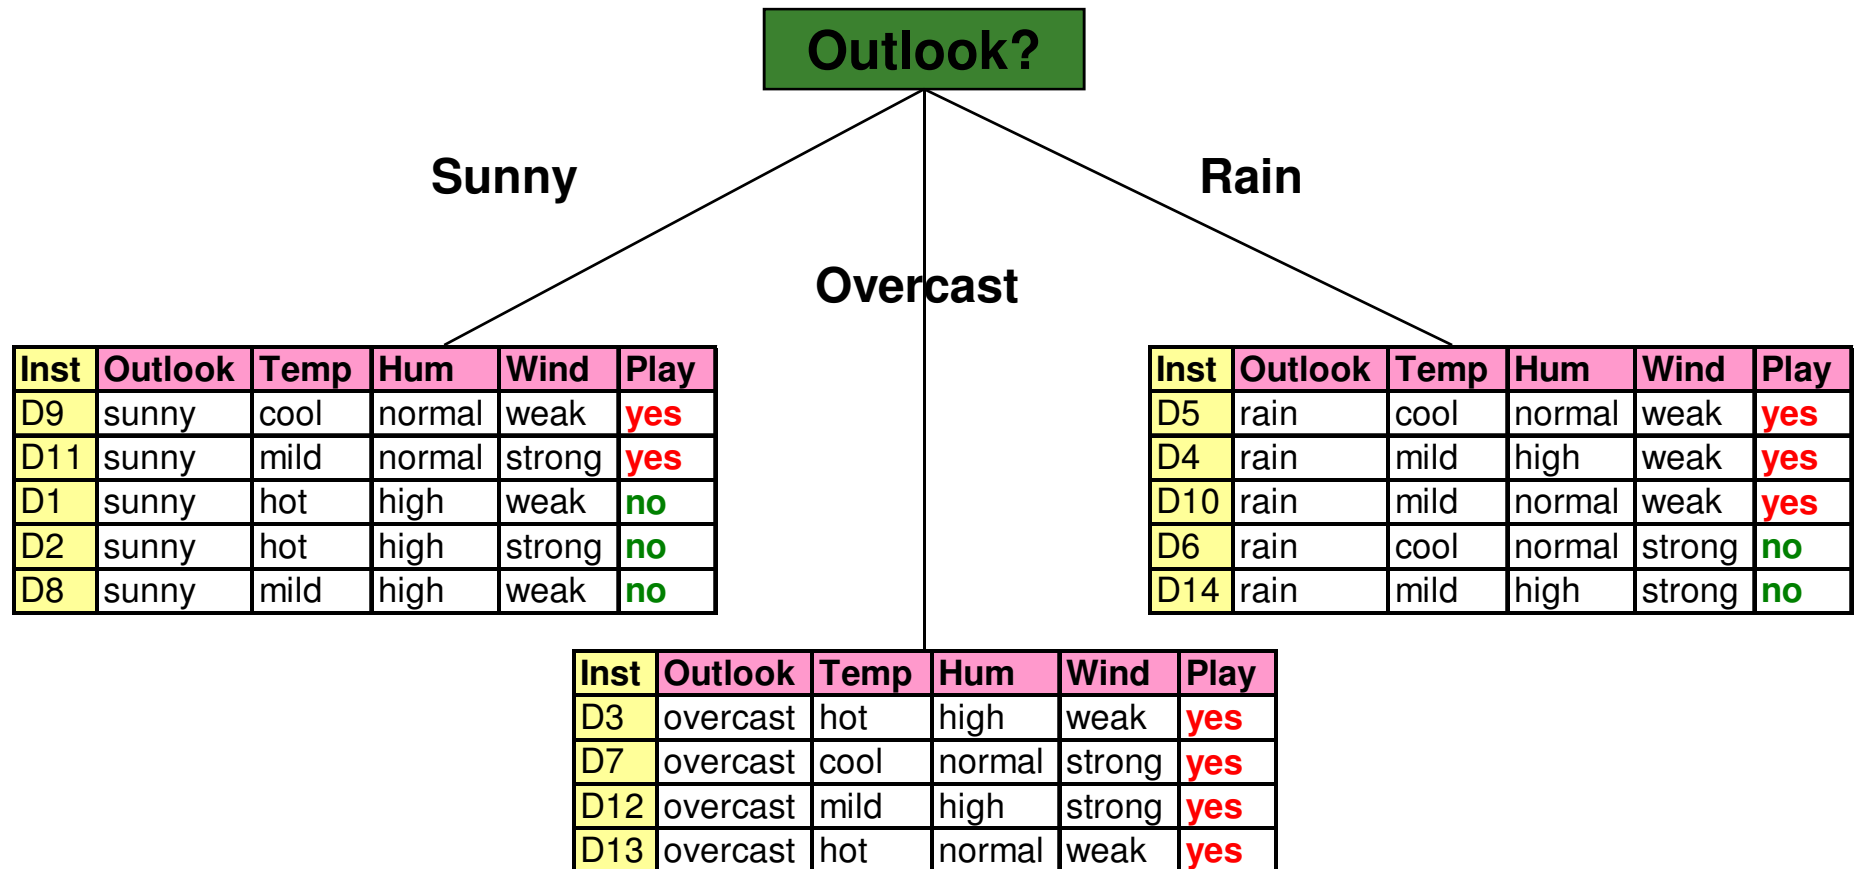 Outlook?
Sunny
Rain
Overcast
Inst Outlook Temp Hum Wind Play
D9 sunny cool normal weak yes
D11 sunny mild normal strong yes
D1 sunny hot high weak no
D2 sunny hot high strong no
D8 sunny mild high weak no
Inst Outlook Temp Hum Wind Play
D5 rain cool normal weak yes
D4 rain mild high weak yes
D10 rain mild normal weak yes
D6 rain cool normal strong no
D14 rain mild high strong no
Inst Outlook Temp Hum Wind Play
D3 overcast hot high weak yes
D7 overcast cool normal strong yes
D12 overcast mild high strong yes
D13 overcast hot normal weak yes